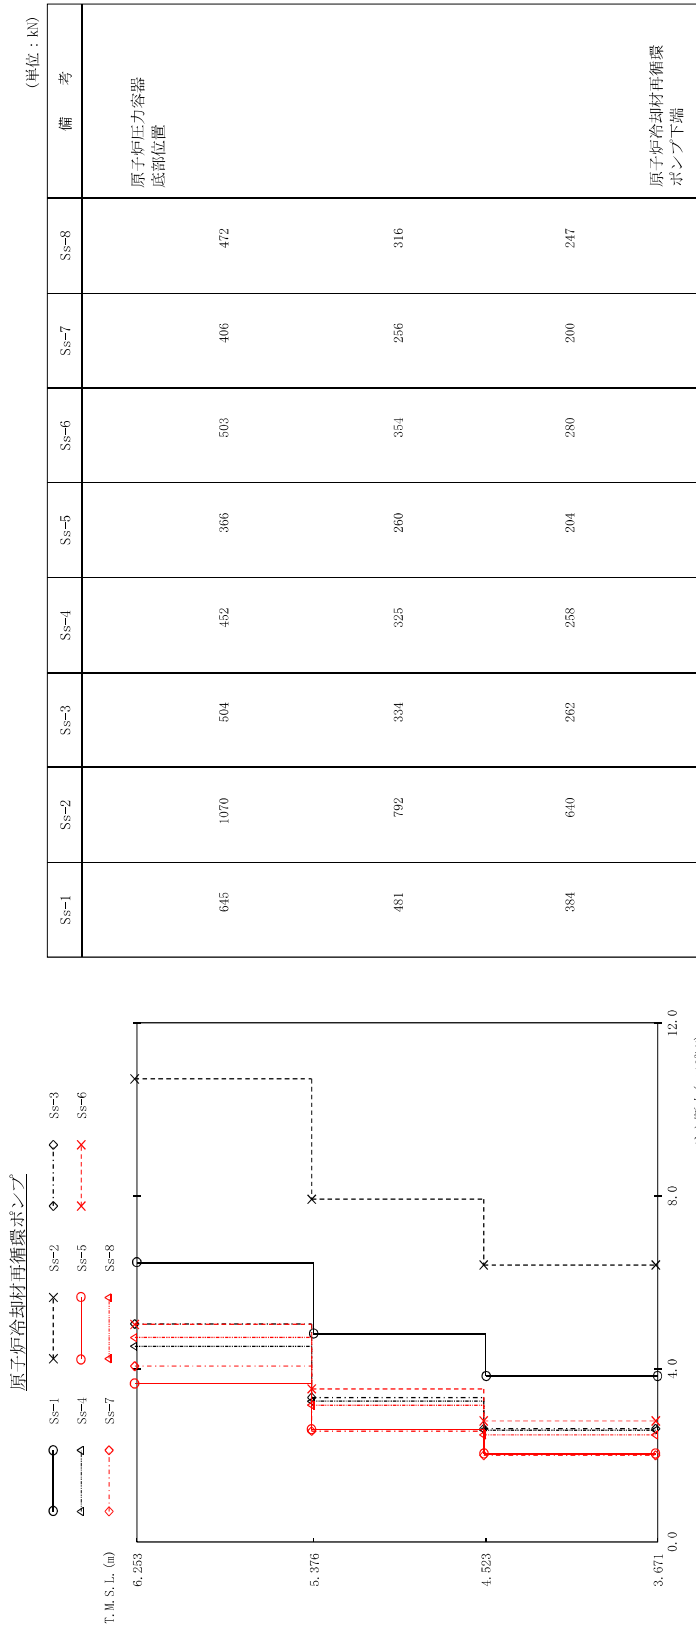 原子炉冷却材再循環ポンプ
Ss-1
Ss-2
Ss-3
Ss-4
Ss-5
Ss-6
Ss-7
Ss-8
T.M.S.L.(m)
6.253
5.376
4.523
3.671
0.0
4.0
8.0
12.0
(単位：kN)
Ss-1 Ss-2 Ss-3 Ss-4 Ss-5 Ss-6 Ss-7 Ss-8 備 考
原子炉圧力容器
底部位置
645 1070 504 452 366 503 406 472
481 792 334 325 260 354 256 316
384 640 262 258 204 280 200 247
原子炉冷却材再循環
ポンプ下端